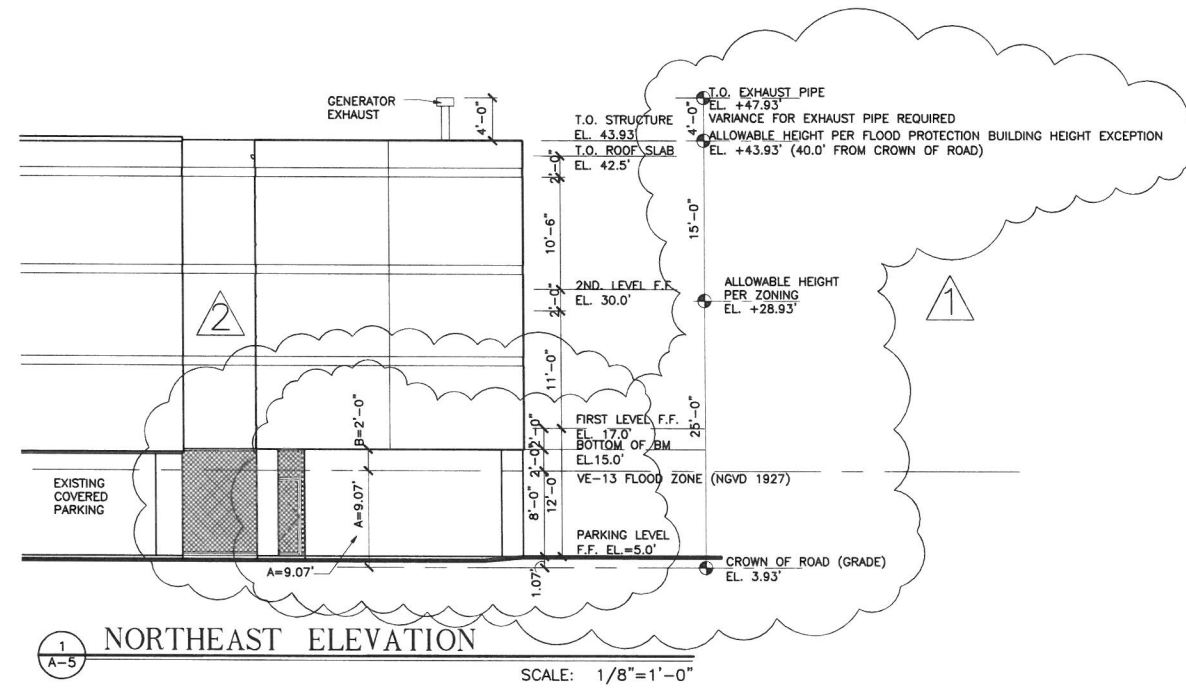 GENERATOR
EXHAUST
4'-0"
T.O. EXHAUST PIPE
EL. +47.93'
VARIANCE FOR EXHAUST PIPE REQUIRED
4'-0"
ALLOWABLE HEIGHT PER FLOOD PROTECTION BUILDING HEIGHT EXCEPTION
EL. +43.93' (40.0' FROM CROWN OF ROAD)
T.O. STRUCTURE
EL. 43.93'
T.O. ROOF SLAB
EL. 42.5'
2'-0"
10'-6"
15'-0"
2ND. LEVEL F.F.
EL. 30.0'
2'-0"
ALLOWABLE HEIGHT
PER ZONING
EL. +28.93'
1
2
11'-0"
25'-0"
FIRST LEVEL F.F.
EL. 17.0'
BOTTOM OF BM
EL.15.0'
2'-0"
2'-0"
B=2'-0"
VE-13 FLOOD ZONE (NGVD 1927)
EXISTING
COVERED
PARKING
A=9.07'
8'-0"
12'-0"
PARKING LEVEL
F.F. EL.=5.0'
A=9.07'
1.07'
CROWN OF ROAD (GRADE)
EL. 3.93'
1
A-5
NORTHEAST ELEVATION
SCALE: 1/8"=1'-0"